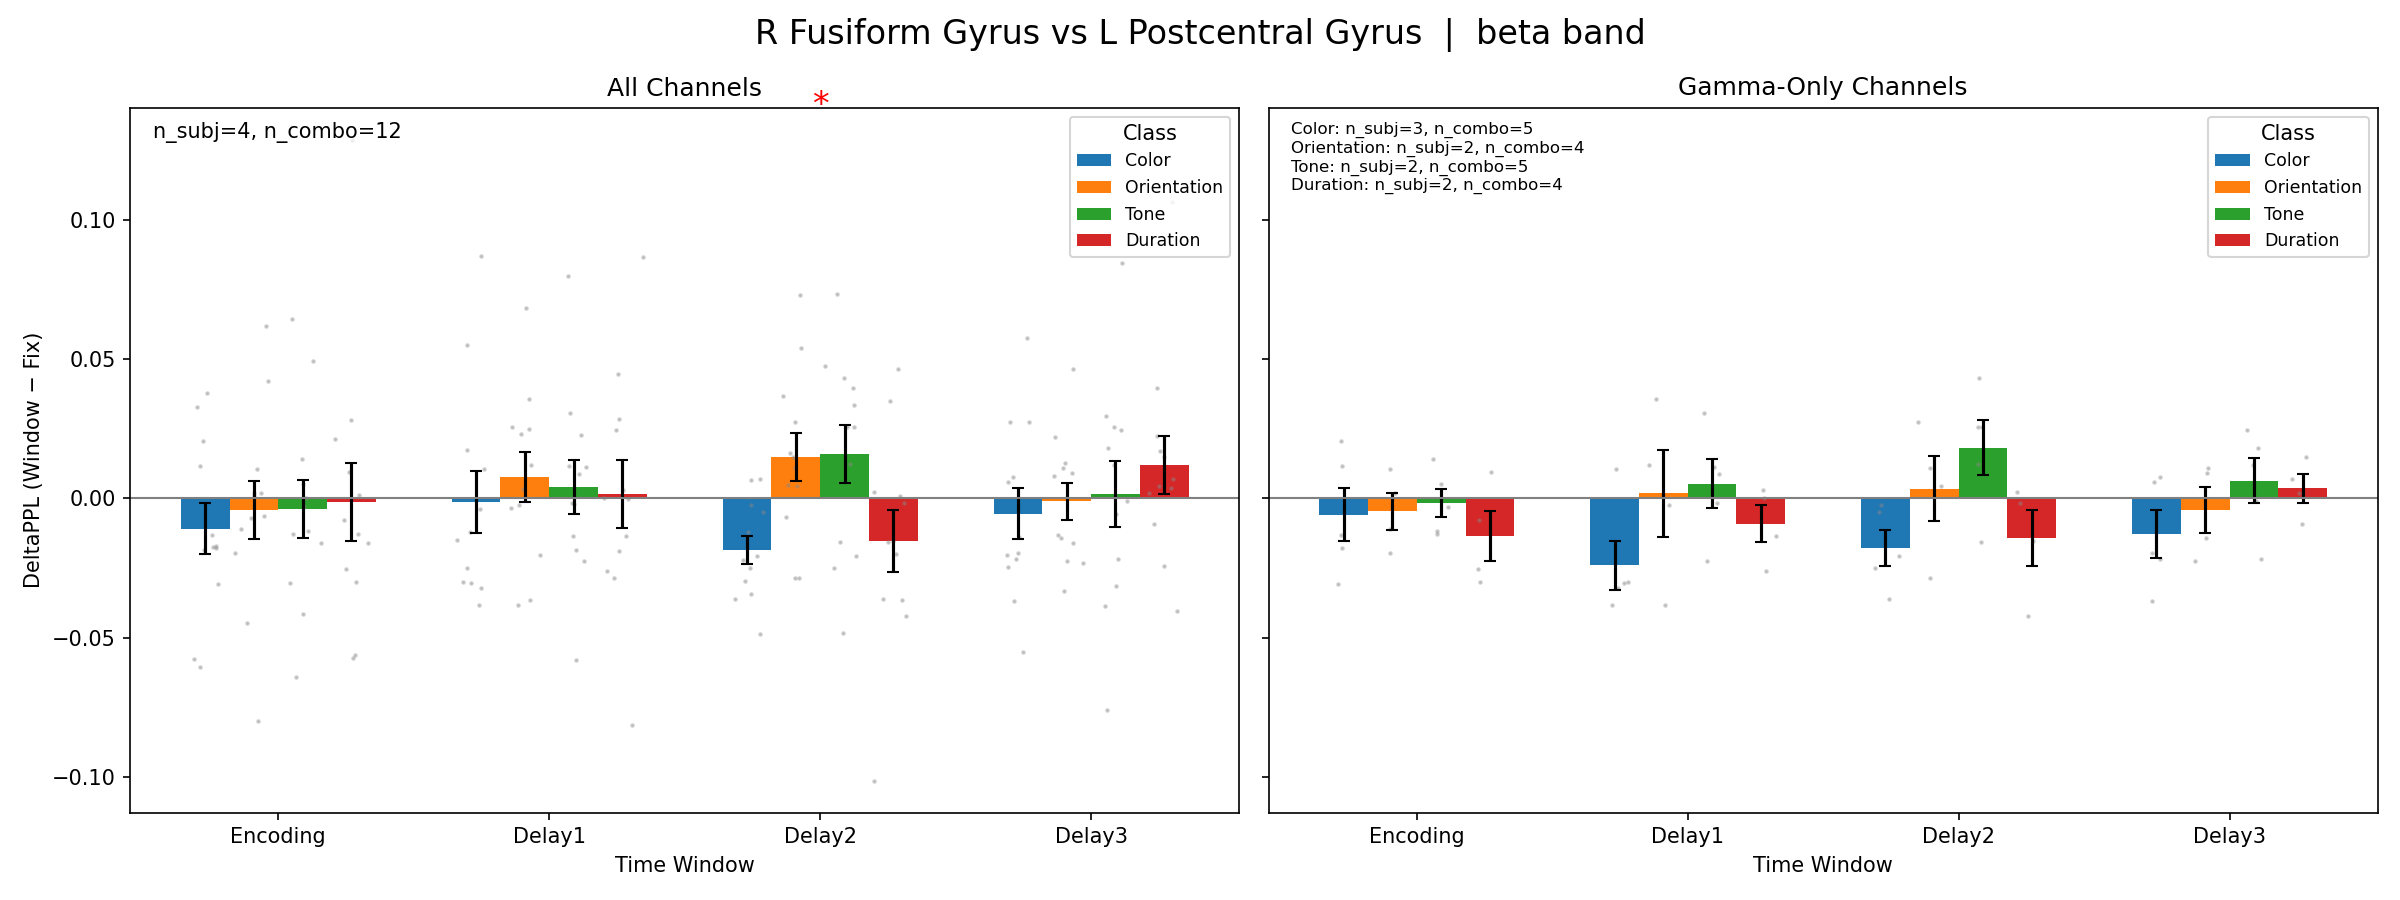 R Fusiform Gyrus vs L Postcentral Gyrus | beta band
All Channels
*
n_subj=4, n_combo=12
Class
Color
Orientation
Tone
Duration
DeltaPPL (Window − Fix)
0.10
0.05
0.00
−0.05
−0.10
Encoding
Delay1
Delay2
Delay3
Time Window
Gamma-Only Channels
Color: n_subj=3, n_combo=5
Orientation: n_subj=2, n_combo=4
Tone: n_subj=2, n_combo=5
Duration: n_subj=2, n_combo=4
Class
Color
Orientation
Tone
Duration
Encoding
Delay1
Delay2
Delay3
Time Window